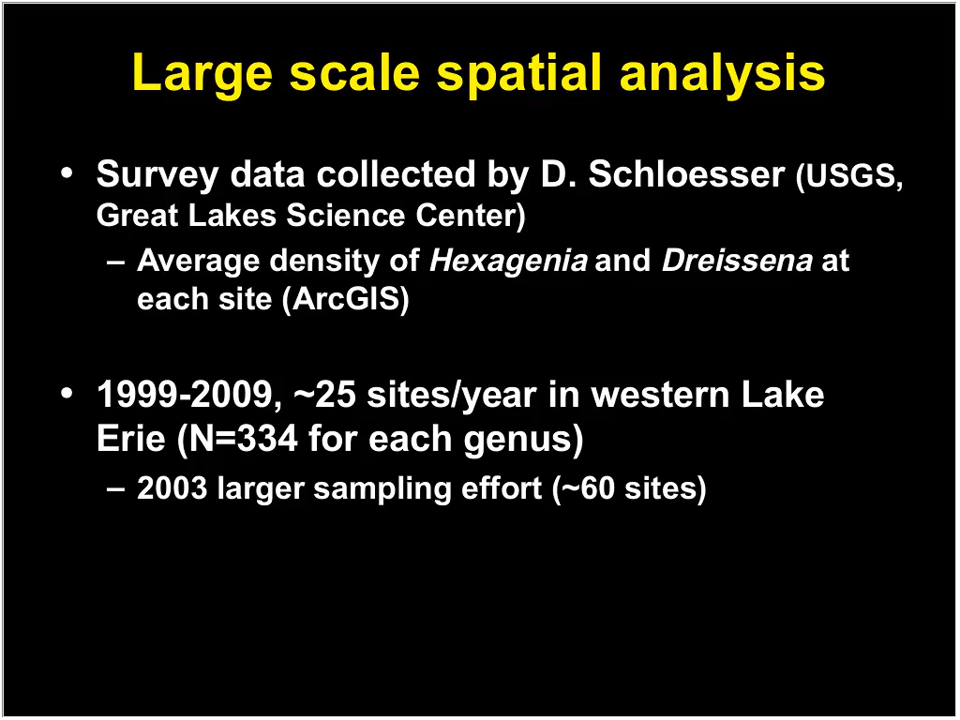 Large scale spatial analysis
• Survey data collected by D. Schloesser (USGS,
Great Lakes Science Center)
– Average density of Hexagenia and Dreissena at
each site (ArcGIS)
• 1999-2009, ~25 sites/year in western Lake
Erie (N=334 for each genus)
– 2003 larger sampling effort (~60 sites)